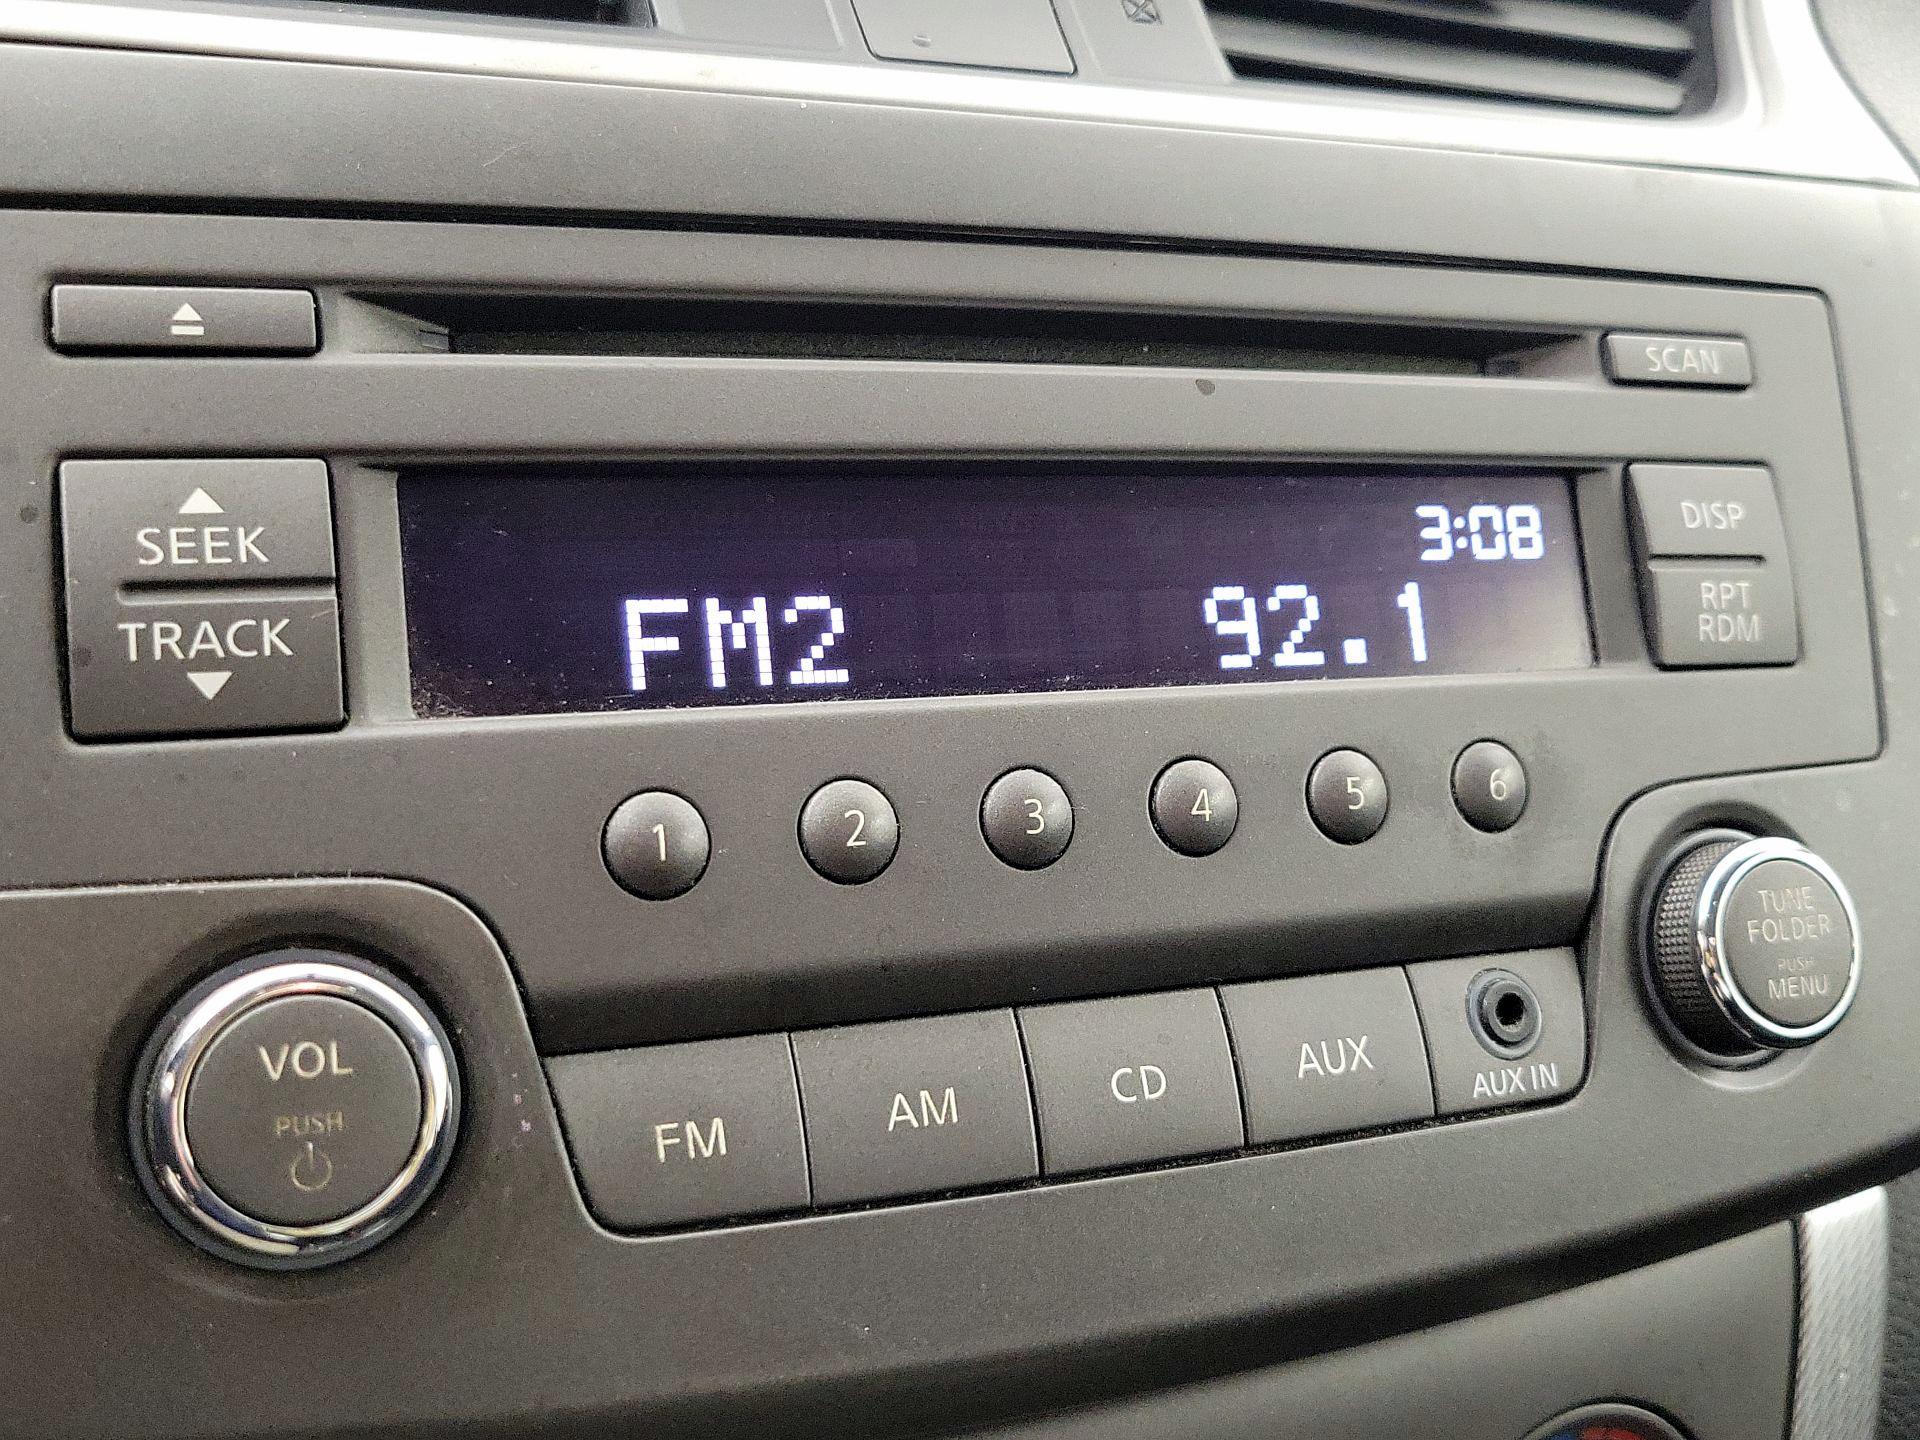 SCAN
SEEK
TRACK
3:08
FM2 92.1
DISP
RPT
RDM
1 2 3 4 5 6
VOL
PUSH
FM AM CD AUX
AUX IN
TUNE
FOLDER
PUSH
MENU